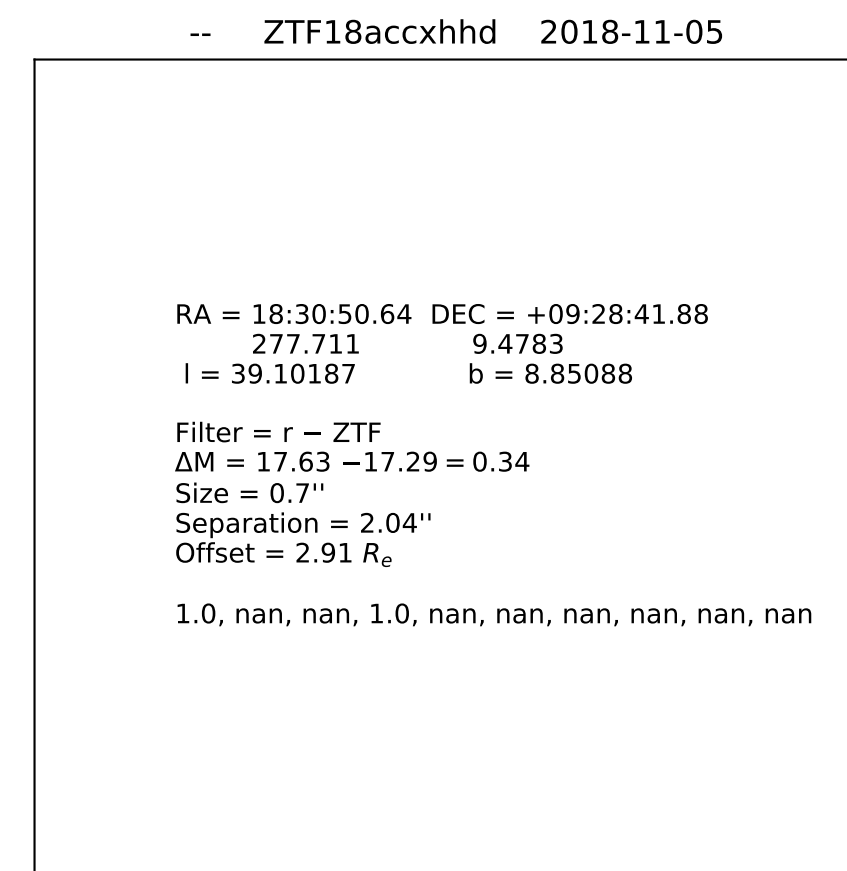 -- ZTF18accxhhd 2018-11-05
RA = 18:30:50.64 DEC = +09:28:41.88
277.711 9.4783
l = 39.10187 b = 8.85088
Filter = r − ZTF
ΔM = 17.63 −17.29 = 0.34
Size = 0.7''
Separation = 2.04''
Offset = 2.91 Rₑ
1.0, nan, nan, 1.0, nan, nan, nan, nan, nan, nan